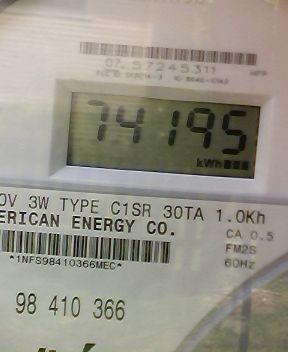 07 57245311
74195
kWh
0V 3W TYPE C1SR 30TA 1.0Kh
ERICAN ENERGY CO.
CA 0.5
FM2S
60Hz
*1NFS98410366MEC*
98 410 366